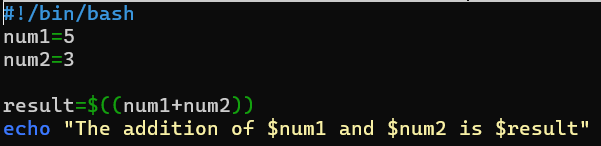 #!/bin/bash
num1=5
num2=3
result=$((num1+num2))
echo "The addition of $num1 and $num2 is $result"